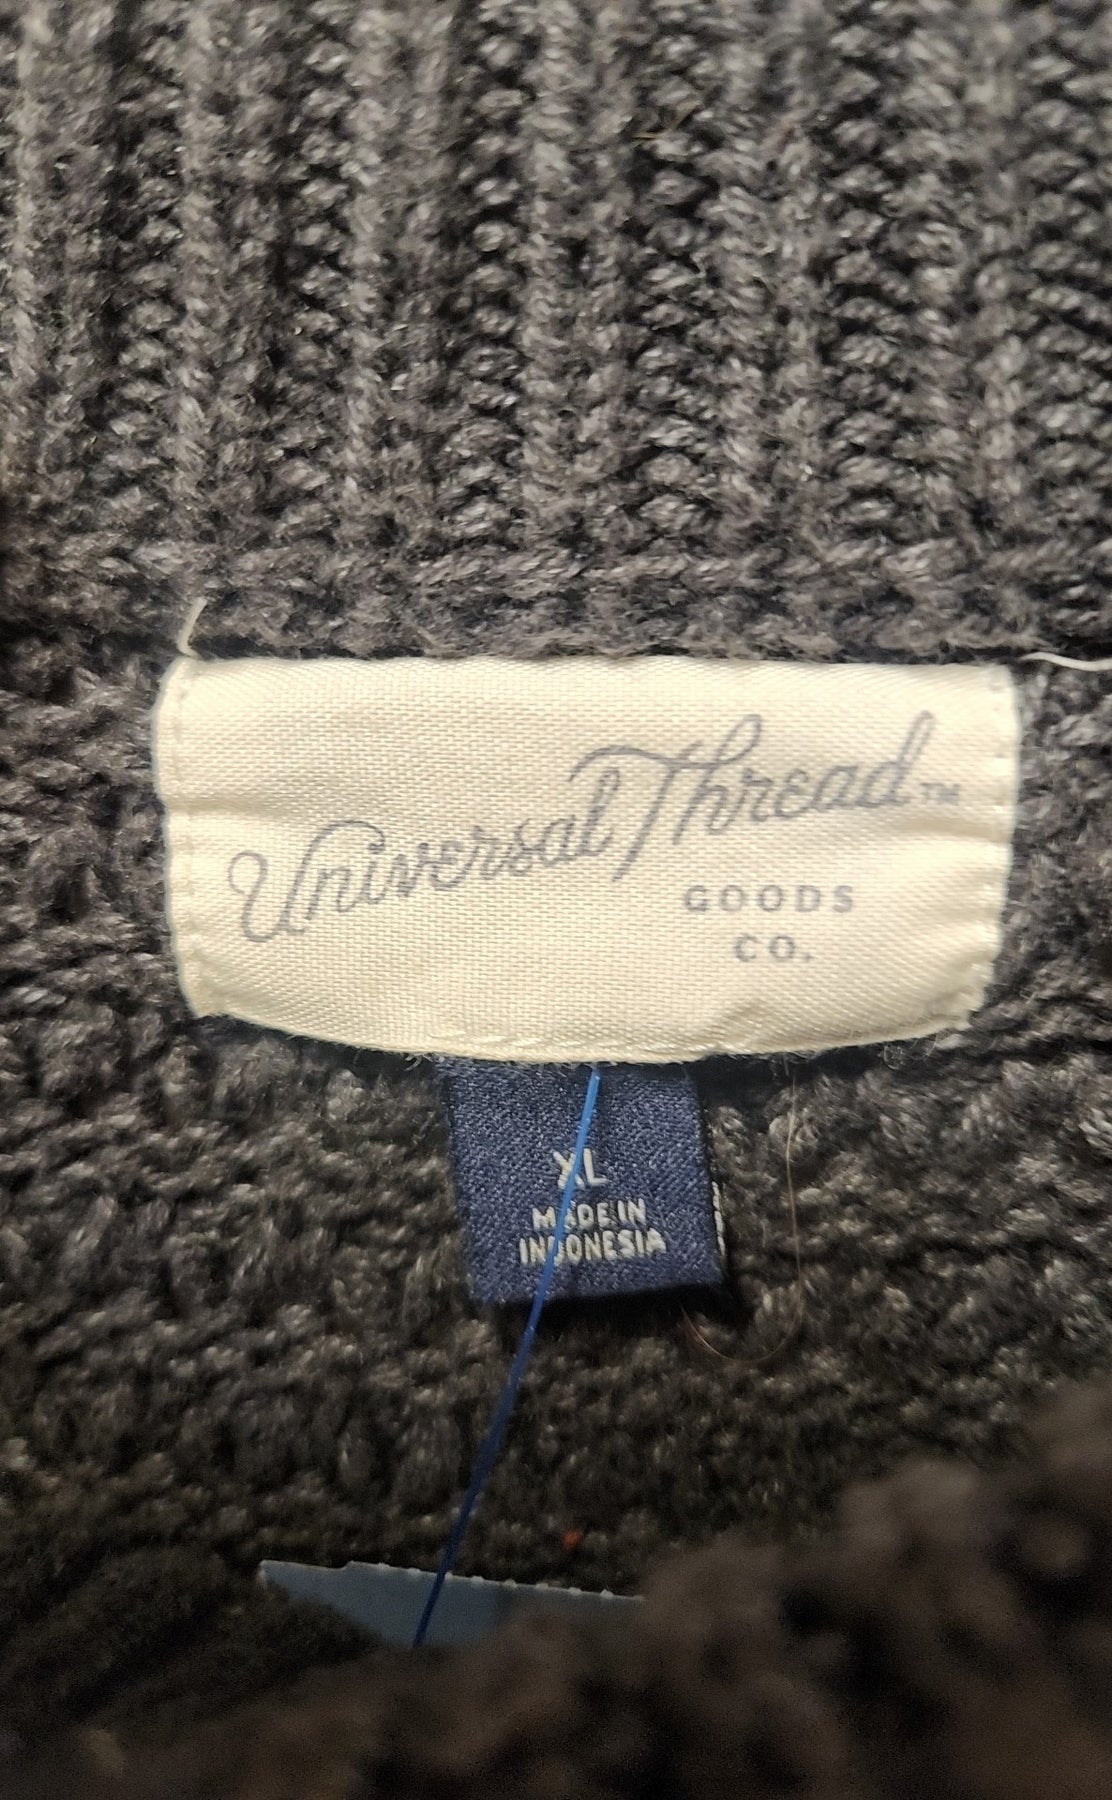 Universal Thread™
GOODS
CO.
XL
MADE IN
INDONESIA